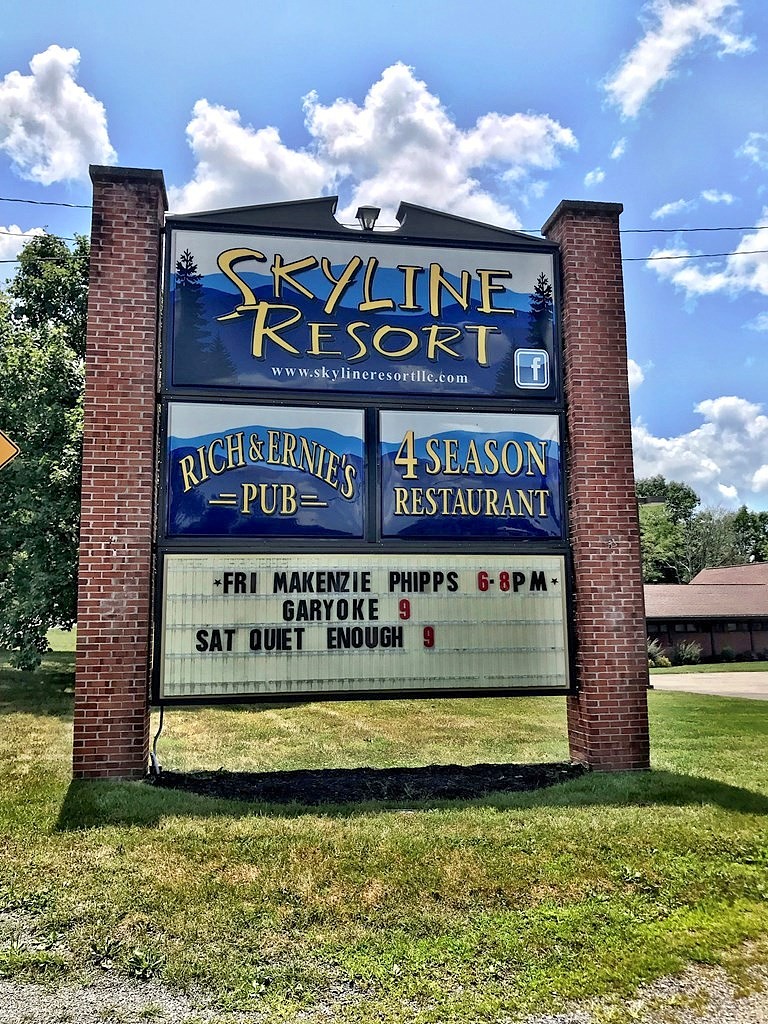 SKYLINE
RESORT
www.skylineresortllc.com
f
RICH & ERNIE'S
PUB
4 SEASON
RESTAURANT
*FRI MAKENZIE PHIPPS 6-8PM*
GARYOKE 9
SAT QUIET ENOUGH 9